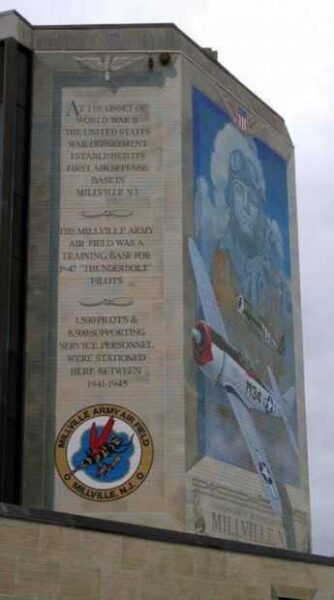 AT THE ONSET OF
WORLD WAR II
THE UNITED STATES
WAR DEPARTMENT
ESTABLISHED ITS
FIRST AIR DEFENSE
BASE IN
MILLVILLE N.J.
THE MILLVILLE ARMY
AIR FIELD WAS A
TRAINING BASE FOR
P-47 "THUNDERBOLT"
PILOTS
1,500 PILOTS &
8,500 SUPPORTING
SERVICE PERSONNEL
WERE STATIONED
HERE BETWEEN
1941-1945
MILLVILLE ARMY AIR FIELD
MILLVILLE, N.J.
MILLVILLE, N.